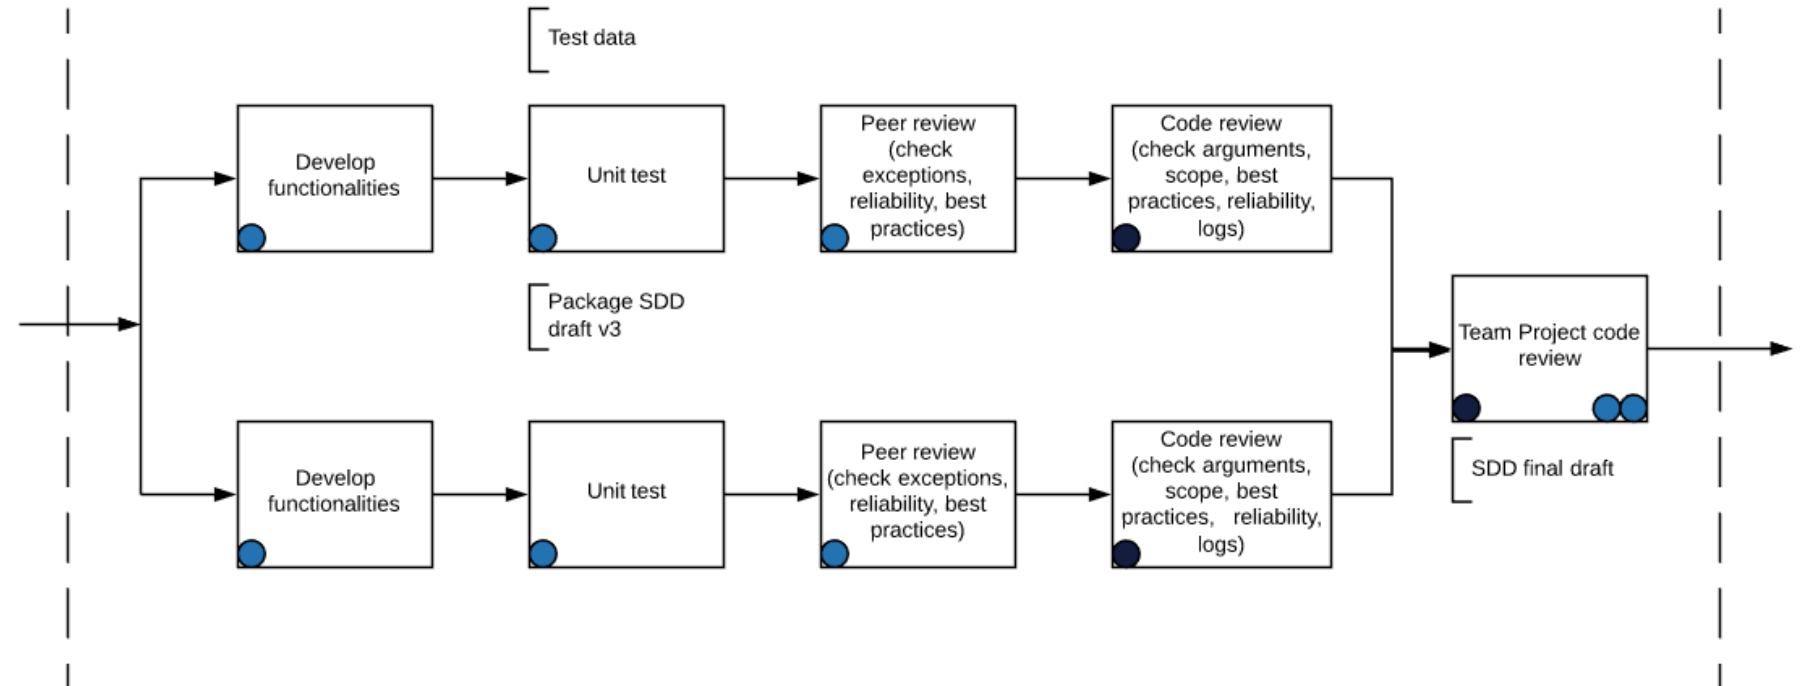 Test data
Develop
functionalities
Unit test
Peer review
(check
exceptions,
reliability, best
practices)
Code review
(check arguments,
scope, best
practices, reliability,
logs)
Package SDD
draft v3
Team Project code
review
Develop
functionalities
Unit test
Peer review
(check exceptions,
reliability, best
practices)
Code review
(check arguments,
scope, best
practices, reliability,
logs)
SDD final draft